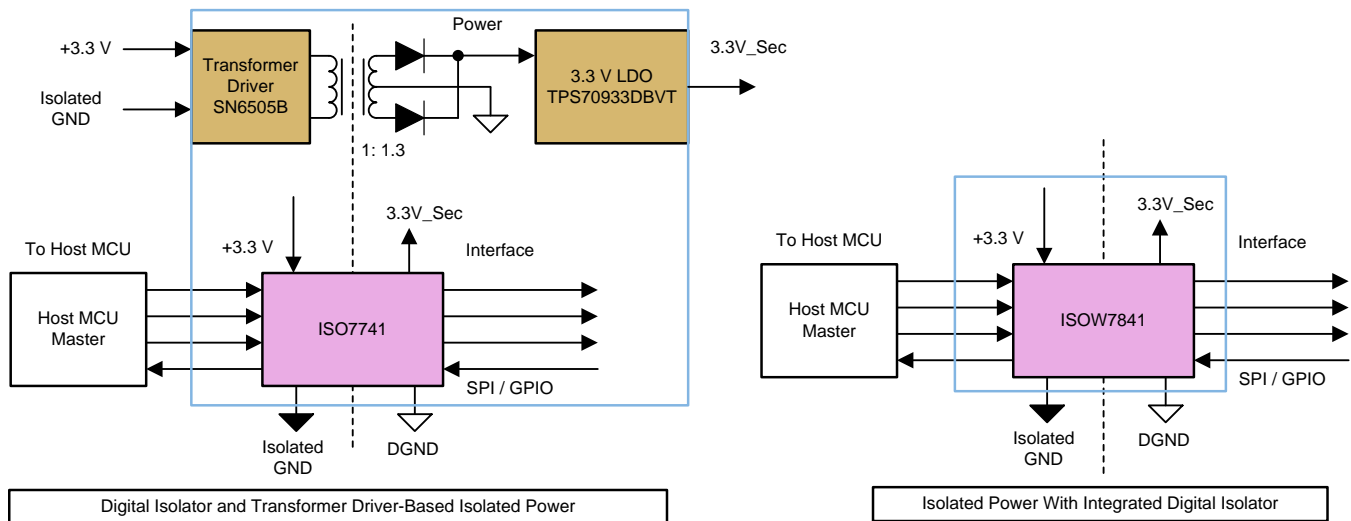 Power
+3.3 V
Isolated
GND
Transformer
Driver
SN6505B
3.3 V LDO
TPS70933DBVT
3.3V_Sec
1: 1.3
To Host MCU
+3.3 V
3.3V_Sec
Interface
Host MCU
Master
ISO7741
SPI / GPIO
Isolated
GND
DGND
Digital Isolator and Transformer Driver-Based Isolated Power
To Host MCU
+3.3 V
3.3V_Sec
Interface
Host MCU
Master
ISOW7841
SPI / GPIO
Isolated
GND
DGND
Isolated Power With Integrated Digital Isolator